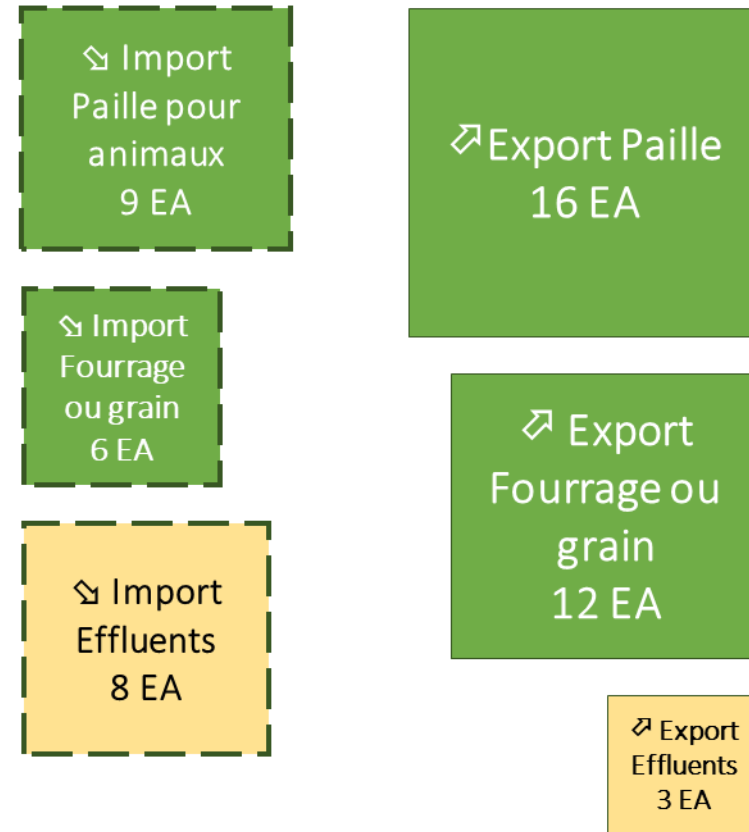 ⬂ Import
Paille pour
animaux
9 EA
⬀Export Paille
16 EA
⬂ Import
Fourrage
ou grain
6 EA
⬀ Export
Fourrage ou
grain
12 EA
⬂ Import
Effluents
8 EA
⬀ Export
Effluents
3 EA